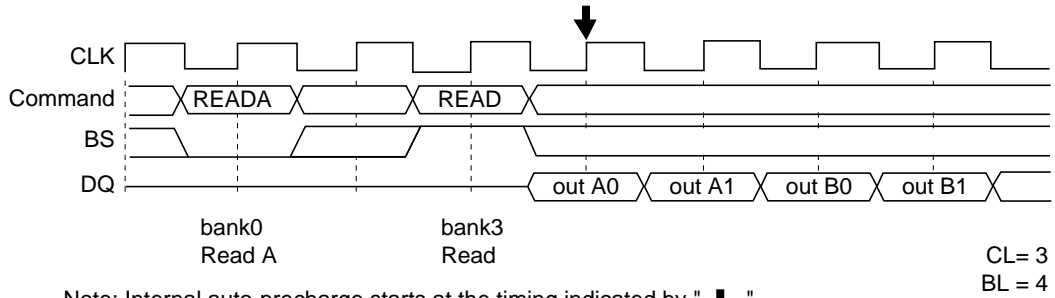 CLK
Command READA READ
BS
DQ out A0 out A1 out B0 out B1
bank0 bank3
Read A Read CL= 3
BL = 4
Note: Internal auto-precharge starts at the timing indicated by " ".